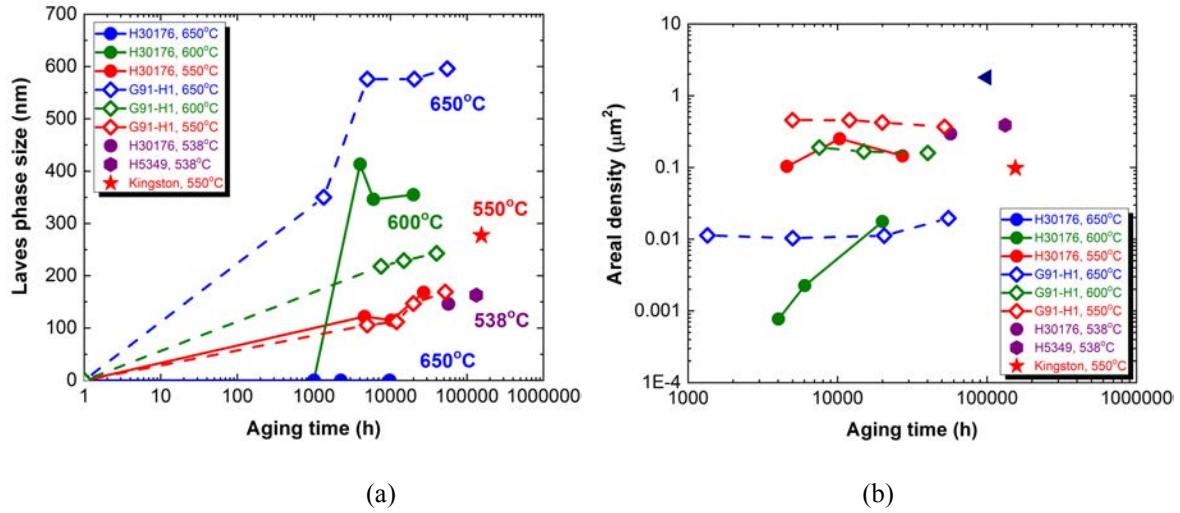 700
600
500
400
300
200
100
0
Laves phase size (nm)
H30176, 650°C
H30176, 600°C
H30176, 550°C
G91-H1, 650°C
G91-H1, 600°C
G91-H1, 550°C
H30176, 538°C
H5349, 538°C
Kingston, 550°C
650°C
600°C
550°C
538°C
650°C
1 10 100 1000 10000 100000 1000000
Aging time (h)
(a)
1
0.1
0.01
0.001
1E-4
Areal density (μm²)
H30176, 650°C
H30176, 600°C
H30176, 550°C
G91-H1, 650°C
G91-H1, 600°C
G91-H1, 550°C
H30176, 538°C
H5349, 538°C
Kingston, 550°C
1000 10000 100000 1000000
Aging time (h)
(b)